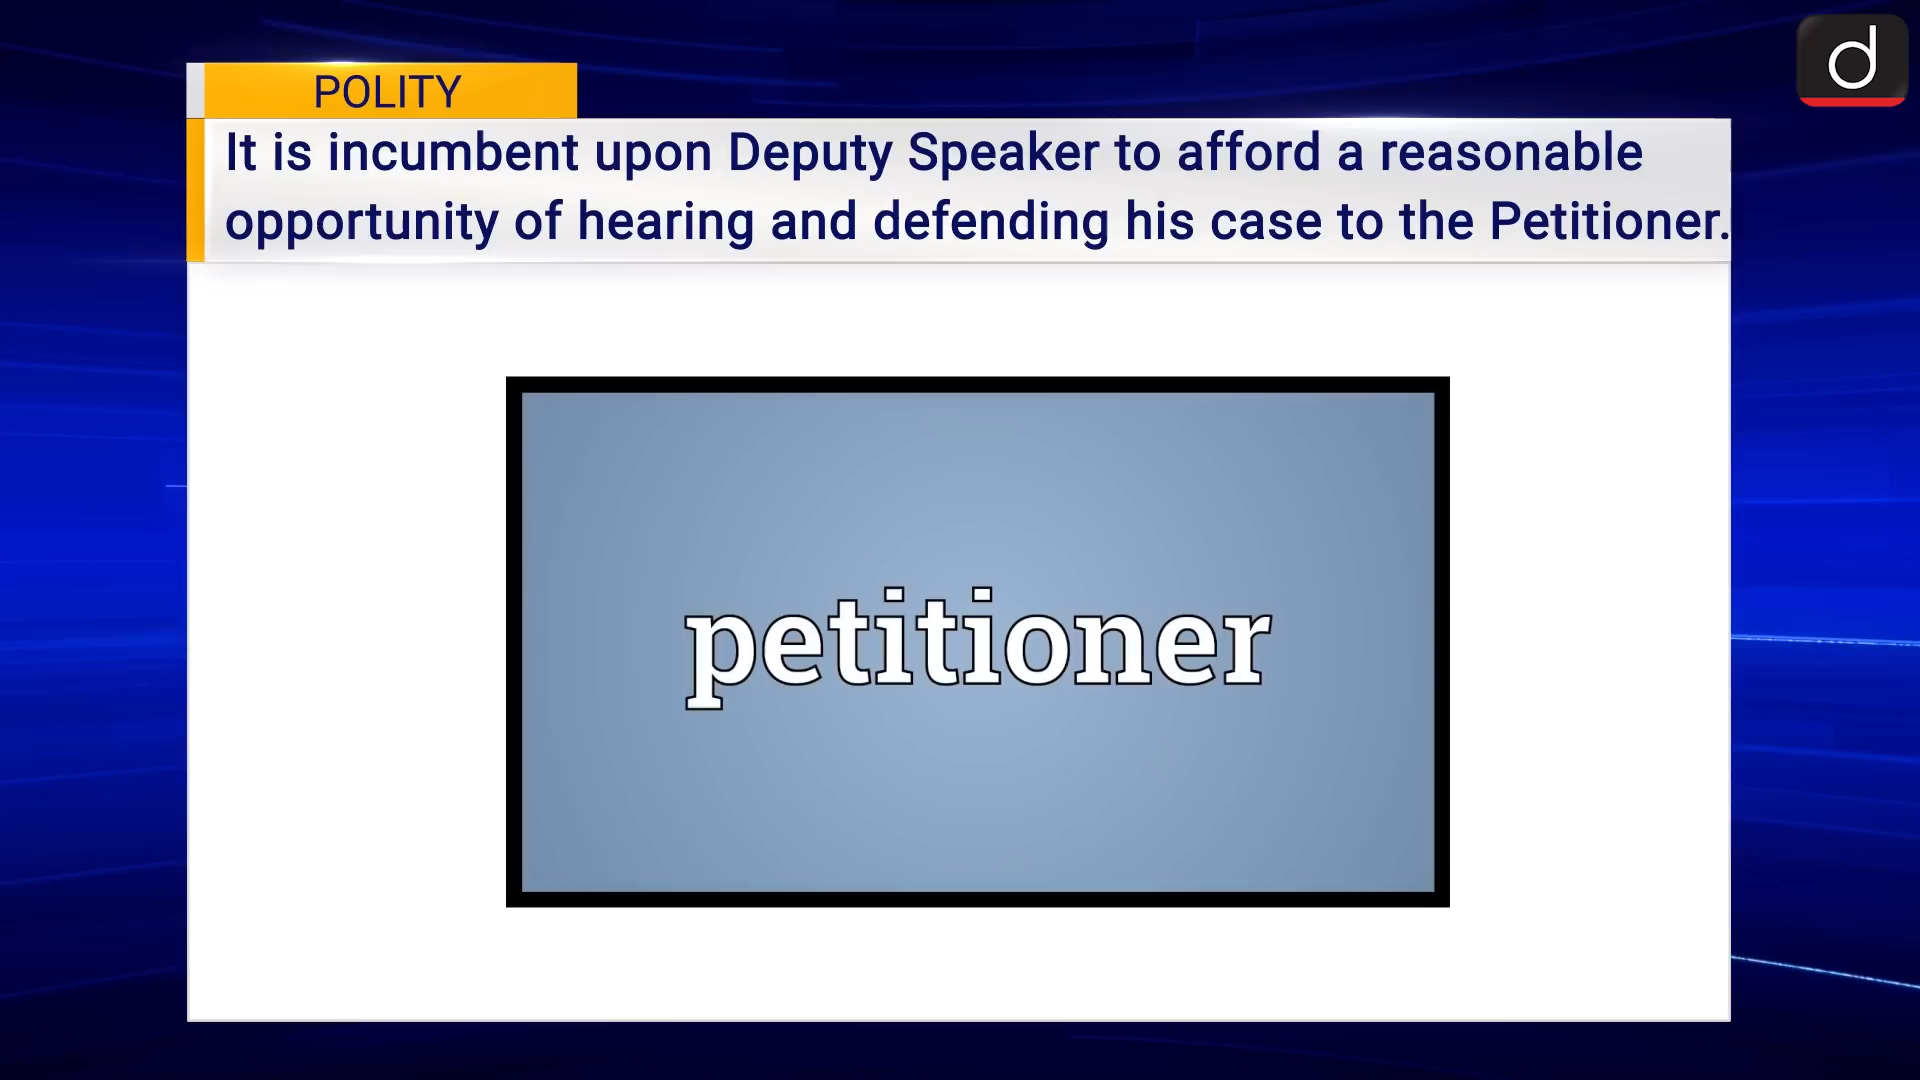 POLITY
It is incumbent upon Deputy Speaker to afford a reasonable
opportunity of hearing and defending his case to the Petitioner.
petitioner
d